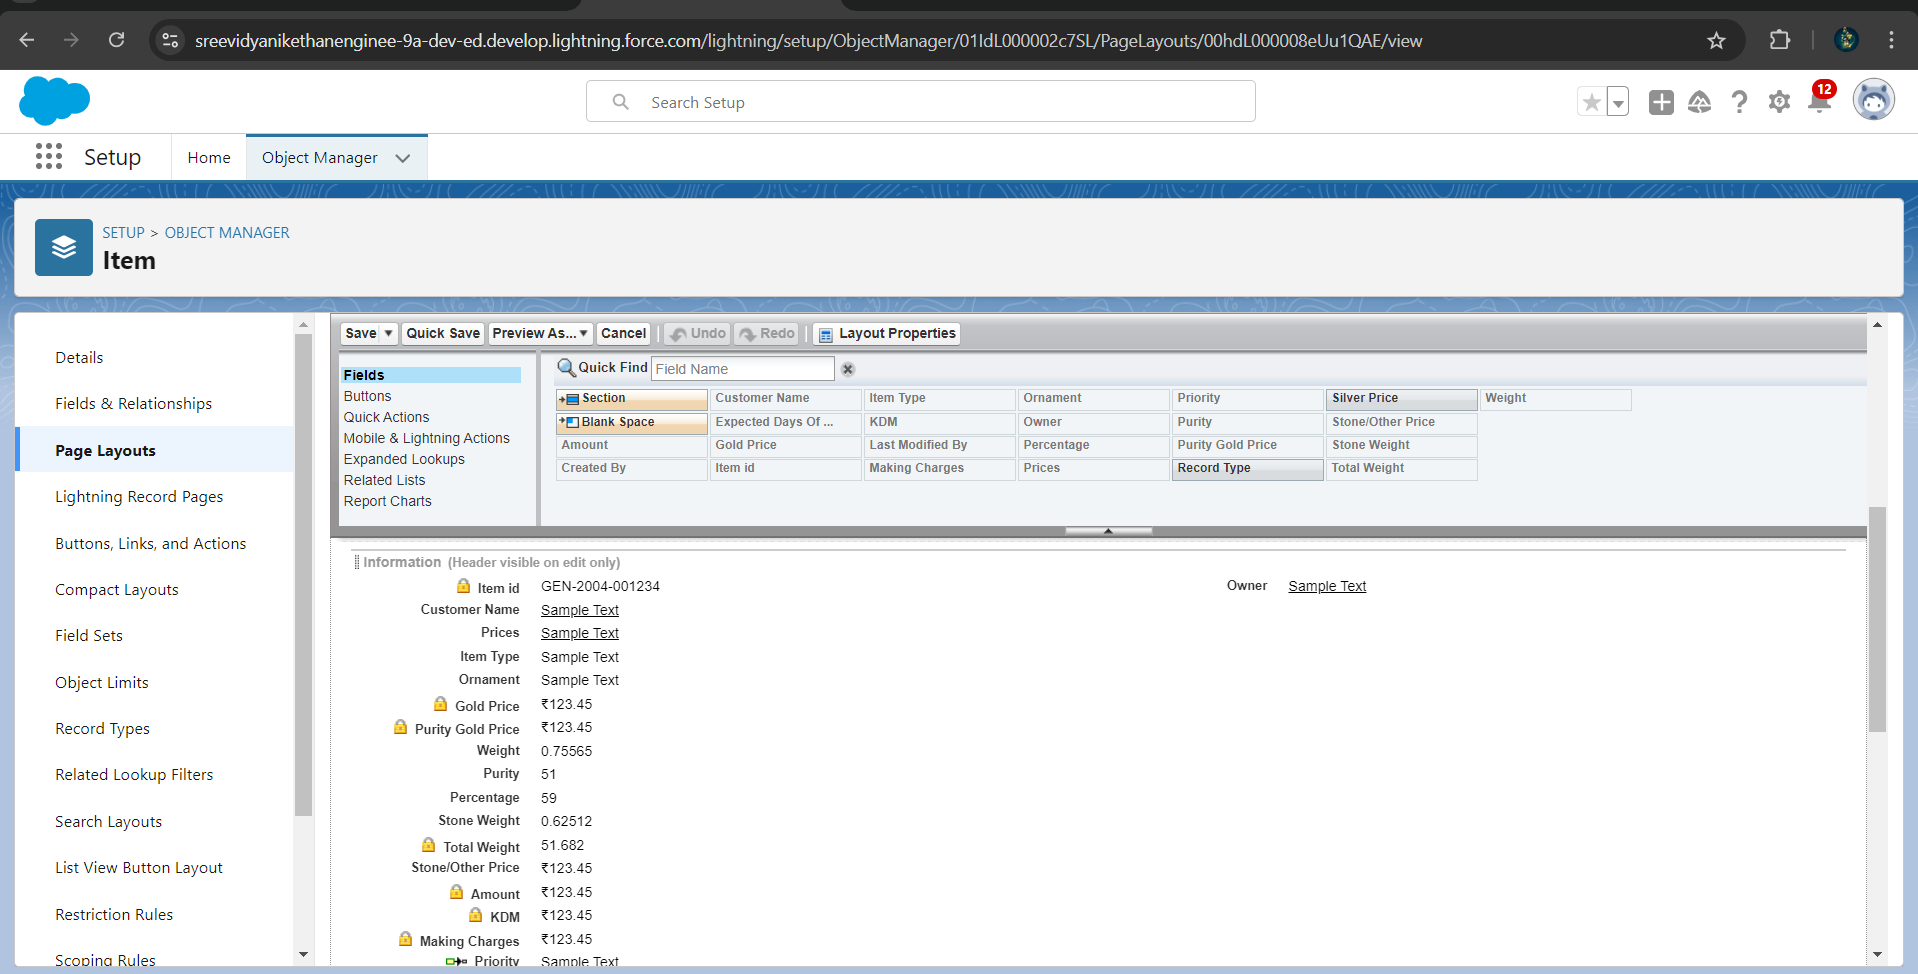 sreevidyanikethanenginee-9a-dev-ed.develop.lightning.force.com/lightning/setup/ObjectManager/01IdL000002c7SL/PageLayouts/00hdL000008eUu1QAE/view
Search Setup
12
Setup
Home
Object Manager
SETUP > OBJECT MANAGER
Item
Details
Fields & Relationships
Page Layouts
Lightning Record Pages
Buttons, Links, and Actions
Compact Layouts
Field Sets
Object Limits
Record Types
Related Lookup Filters
Search Layouts
List View Button Layout
Restriction Rules
Scoping Rules
Save Quick Save Preview As... Cancel Undo Redo Layout Properties
Fields
Buttons
Quick Actions
Mobile & Lightning Actions
Expanded Lookups
Related Lists
Report Charts
Quick Find Field Name
Section Customer Name Item Type Ornament Priority Silver Price Weight
Blank Space Expected Days Of ... KDM Owner Purity Stone/Other Price
Amount Gold Price Last Modified By Percentage Purity Gold Price Stone Weight
Created By Item id Making Charges Prices Record Type Total Weight
Information (Header visible on edit only)
Item id GEN-2004-001234 Owner Sample Text
Customer Name Sample Text
Prices Sample Text
Item Type Sample Text
Ornament Sample Text
Gold Price ₹123.45
Purity Gold Price ₹123.45
Weight 0.75565
Purity 51
Percentage 59
Stone Weight 0.62512
Total Weight 51.682
Stone/Other Price ₹123.45
Amount ₹123.45
KDM ₹123.45
Making Charges ₹123.45
Priority Sample Text